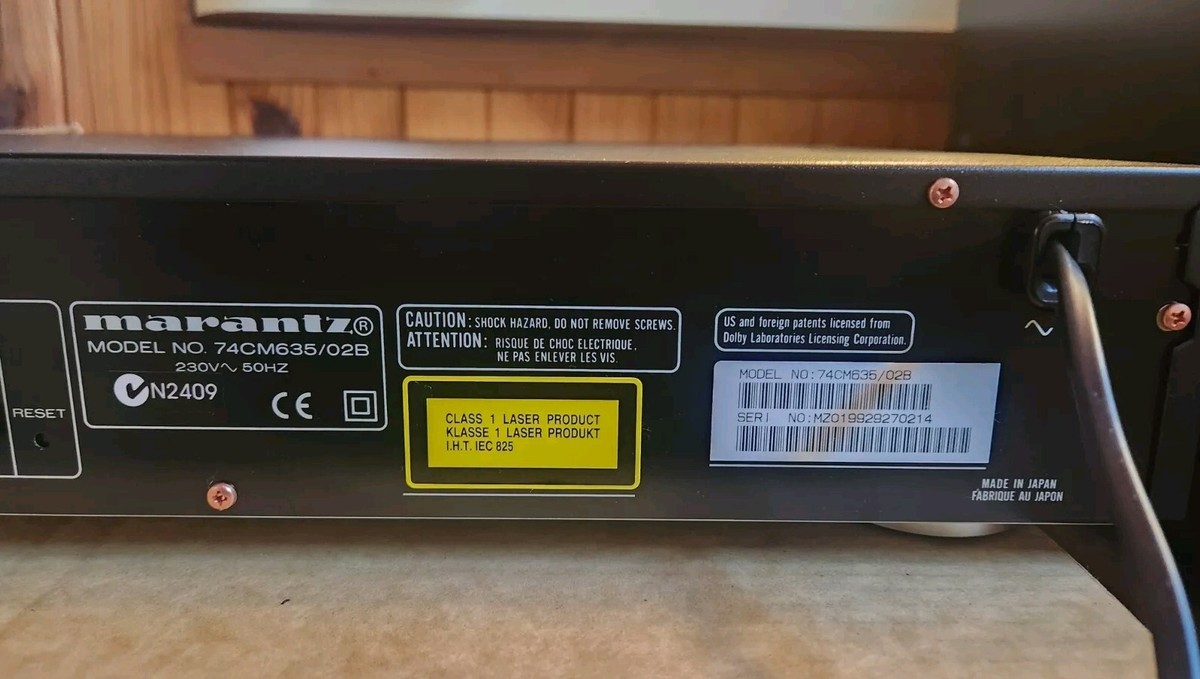 RESET
marantz®
MODEL NO. 74CM635/02B
230V∿ 50HZ
N2409
CE
CAUTION: SHOCK HAZARD, DO NOT REMOVE SCREWS.
ATTENTION: RISQUE DE CHOC ELECTRIQUE,
NE PAS ENLEVER LES VIS.
CLASS 1 LASER PRODUCT
KLASSE 1 LASER PRODUKT
I.H.T. IEC 825
US and foreign patents licensed from
Dolby Laboratories Licensing Corporation.
MODEL NO:74CM635/02B
SERI NO:MZ019929270214
MADE IN JAPAN
FABRIQUE AU JAPON